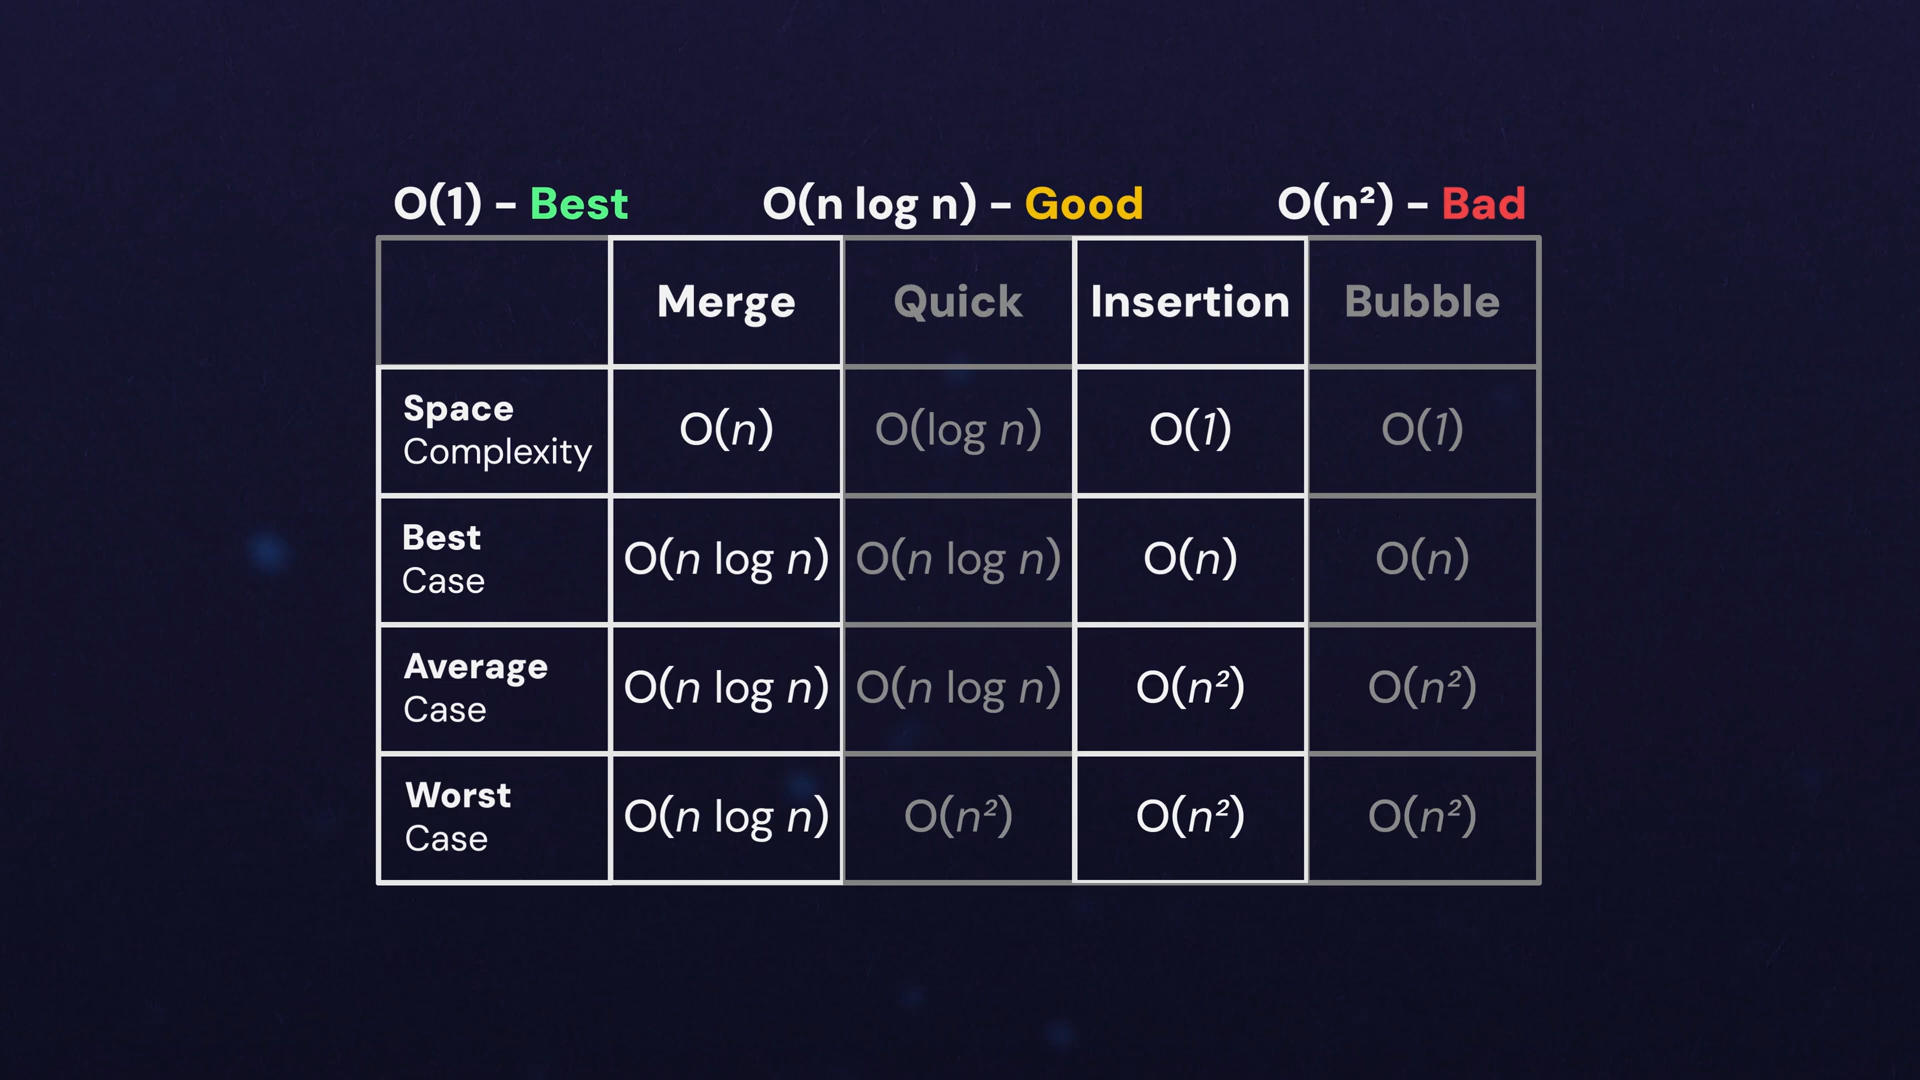 O(1) – Best
O(n log n) – Good
O(n²) – Bad
Merge
Quick
Insertion
Bubble
Space
Complexity
O(n)
O(log n)
O(1)
O(1)
Best
Case
O(n log n)
O(n log n)
O(n)
O(n)
Average
Case
O(n log n)
O(n log n)
O(n²)
O(n²)
Worst
Case
O(n log n)
O(n²)
O(n²)
O(n²)